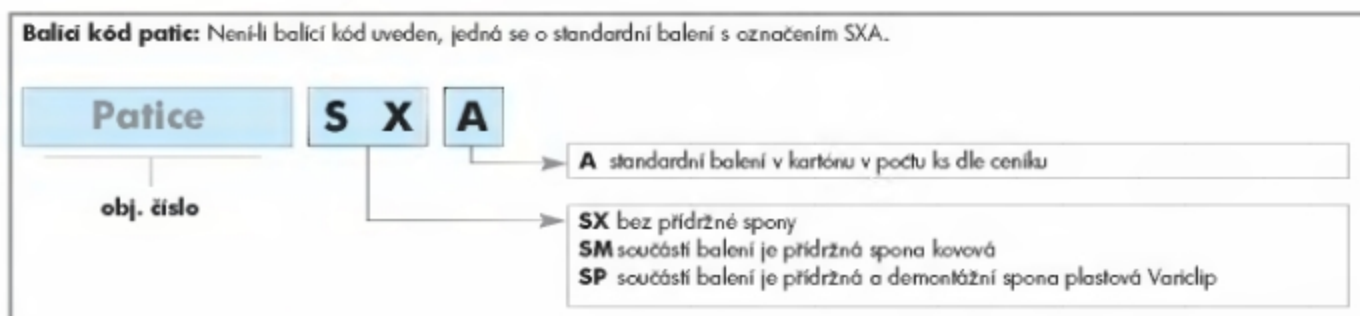 Balící kód patic: Není-li balící kód uveden, jedná se o standardní balení s označením SXA.
Patice S X A
A standardní balení v kartónu v počtu ks dle ceníku
obj. číslo
SX bez přídržné spony
SM součástí balení je přídržná spona kovová
SP součástí balení je přídržná a demontážní spona plastová Variclip